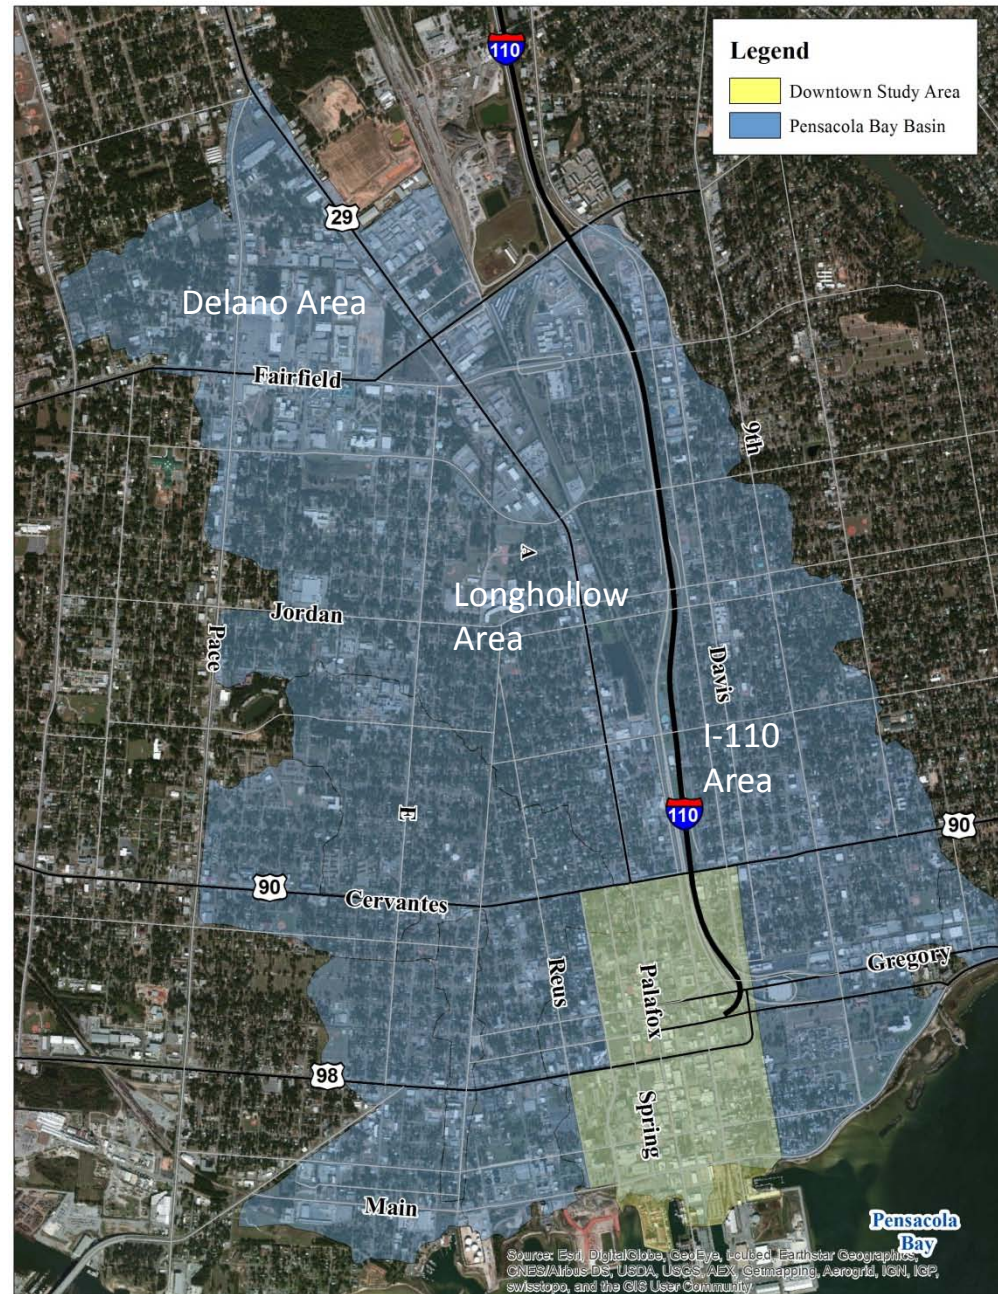 110
Legend
Downtown Study Area
Pensacola Bay Basin
29
Delano Area
Fairfield
9th
A
Longhollow
Area
Jordan
Pace
Davis
I-110
Area
E
110
90
90
Cervantes
Gregory
Reus
Palafox
98
Spring
Main
Pensacola
Bay
Source: Esri, DigitalGlobe, GeoEye, i-cubed, Earthstar Geographics,
CNES/Airbus DS, USDA, USGS, AEX, Getmapping, Aerogrid, IGN, IGP,
swisstopo, and the GIS User Community